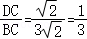 DC/BC = √2/3√2 = 1/3